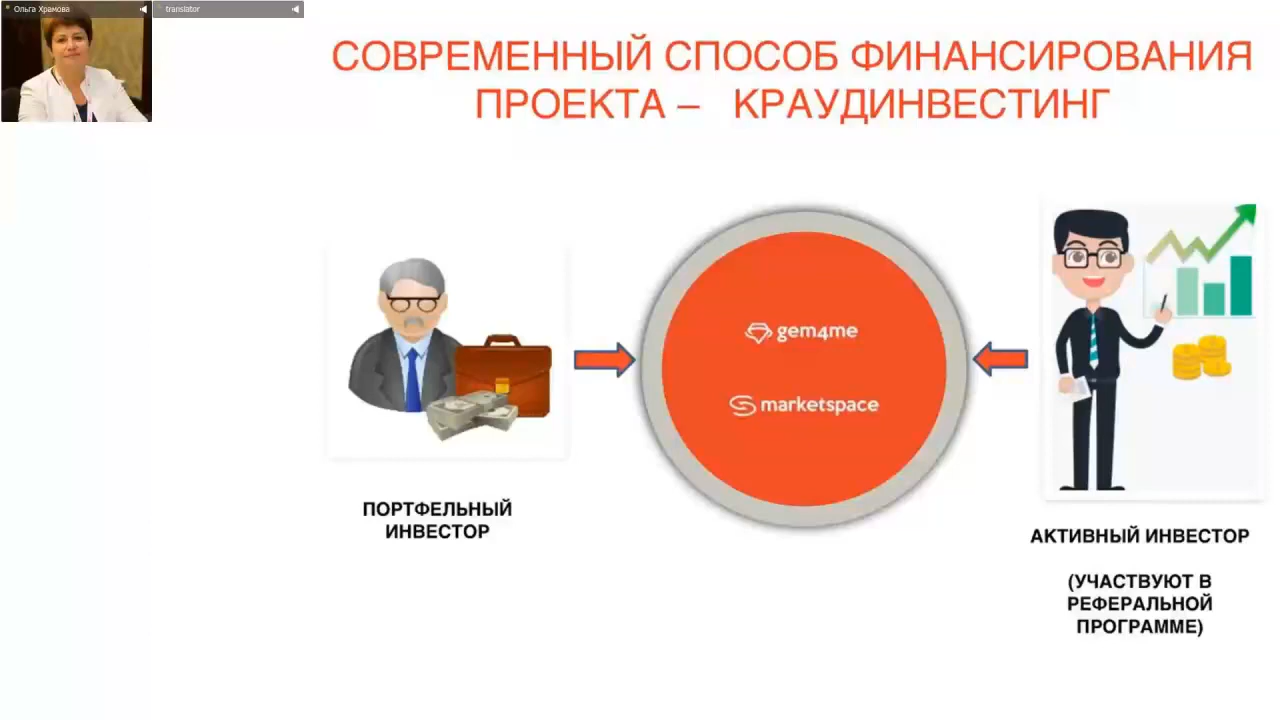 Ольга Храмова
translator
СОВРЕМЕННЫЙ СПОСОБ ФИНАНСИРОВАНИЯ
ПРОЕКТА – КРАУДИНВЕСТИНГ
gem4me
marketspace
ПОРТФЕЛЬНЫЙ
ИНВЕСТОР
АКТИВНЫЙ ИНВЕСТОР
(УЧАСТВУЮТ В
РЕФЕРАЛЬНОЙ
ПРОГРАММЕ)